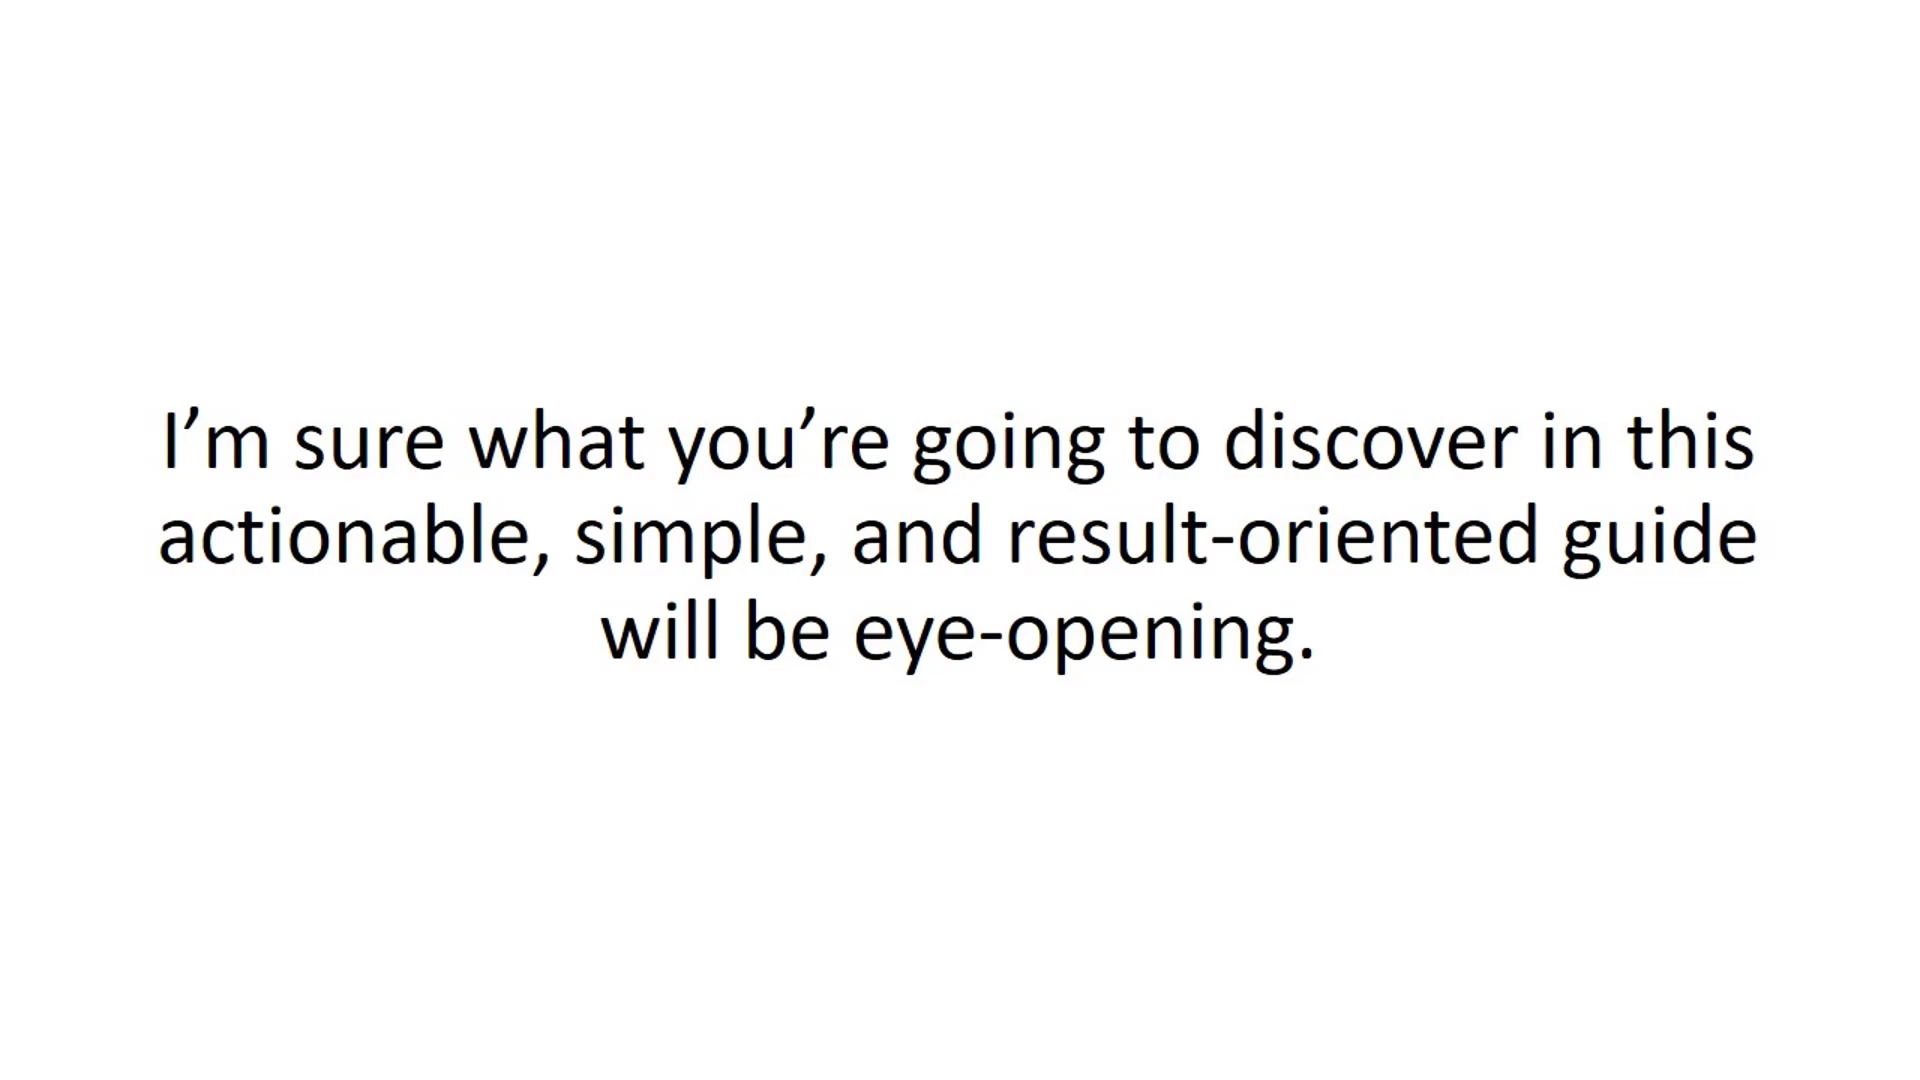 I’m sure what you’re going to discover in this
actionable, simple, and result-oriented guide
will be eye-opening.